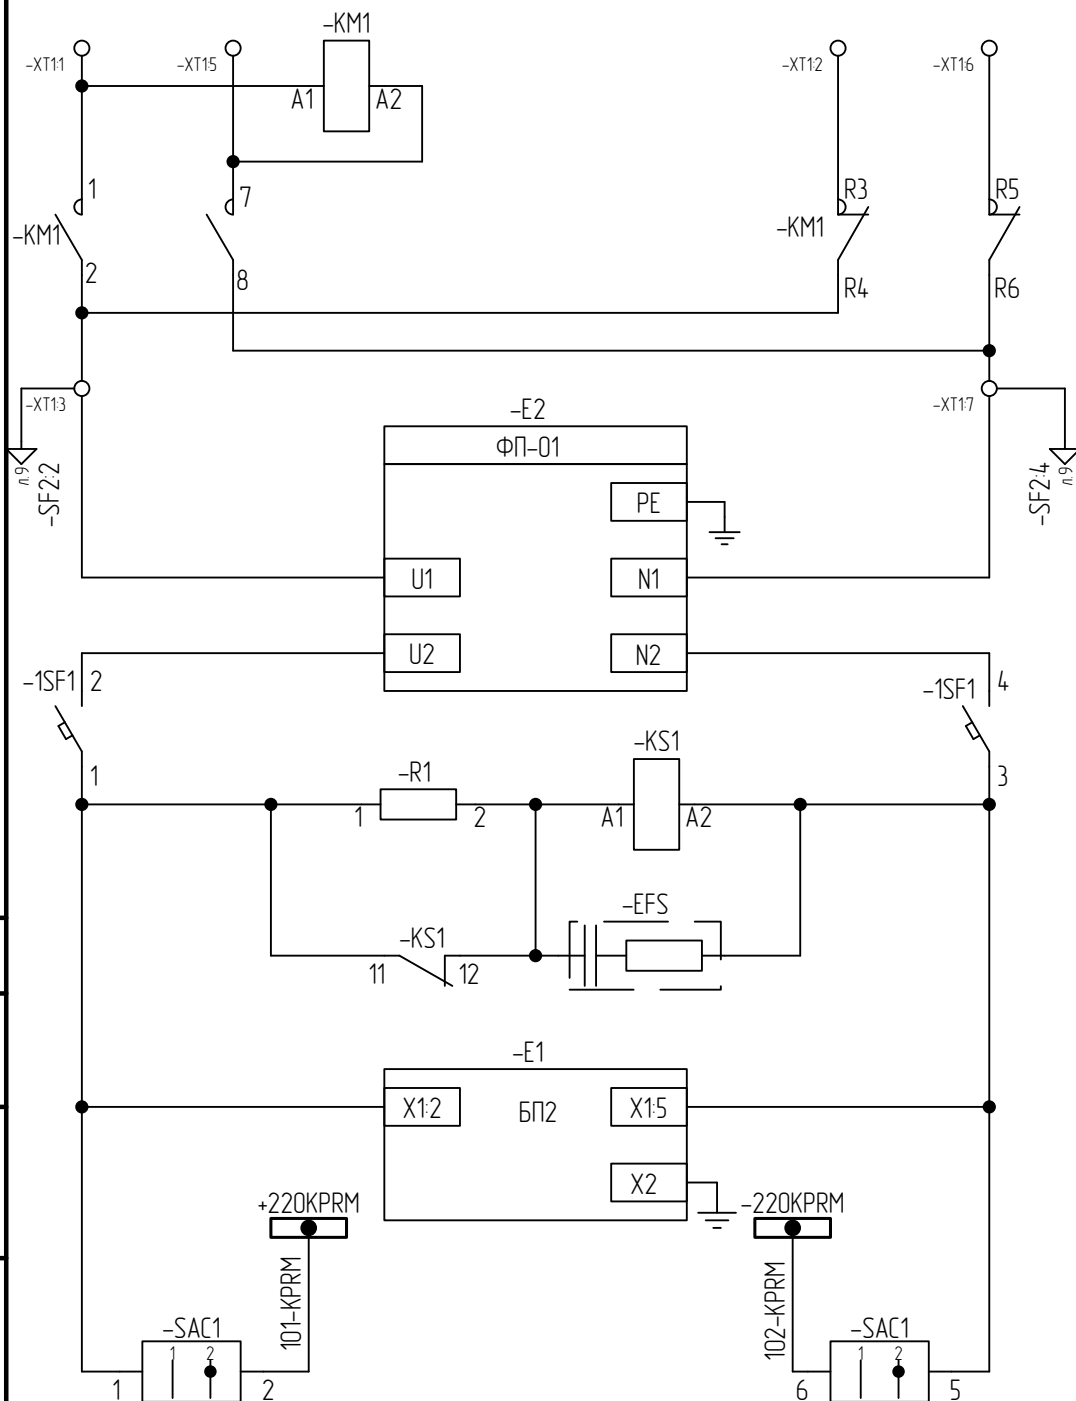 -KM1
-XT1:1
-XT1:5
-XT1:2
-XT1:6
A1
A2
1
7
R3
R5
-KM1
-KM1
2
8
R4
R6
-XT1:3
-XT1:7
-E2
ФП-01
л.9
-SF2:2
-SF2:4
л.9
PE
U1
N1
U2
N2
-1SF1
2
-1SF1
4
1
3
-R1
-KS1
1
2
A1
A2
-EFS
-KS1
11
12
-E1
X1:2
БП2
X1:5
X2
+220KPRM
-220KPRM
101-KPRM
102-KPRM
-SAC1
-SAC1
1
2
1
2
1
2
6
5